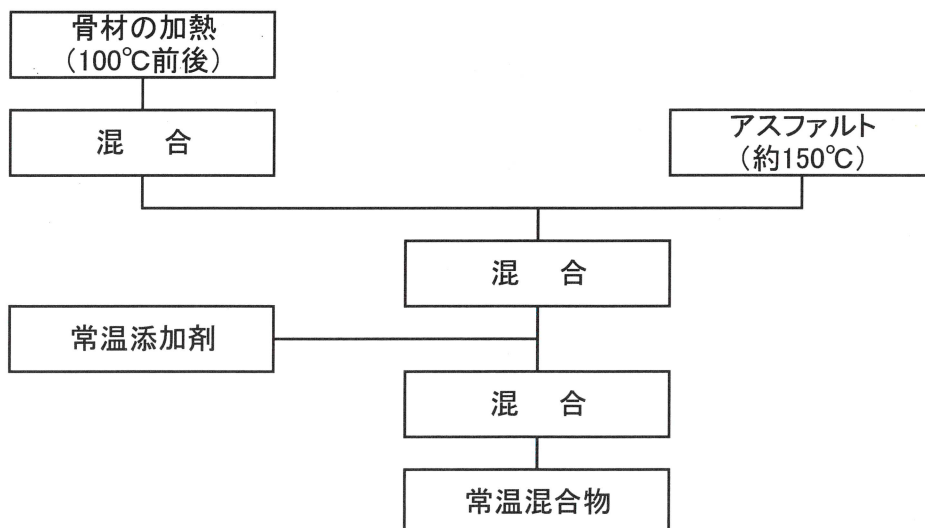 骨材の加熱
(100℃前後)
混 合
アスファルト
(約150℃)
混 合
常温添加剤
混 合
常温混合物